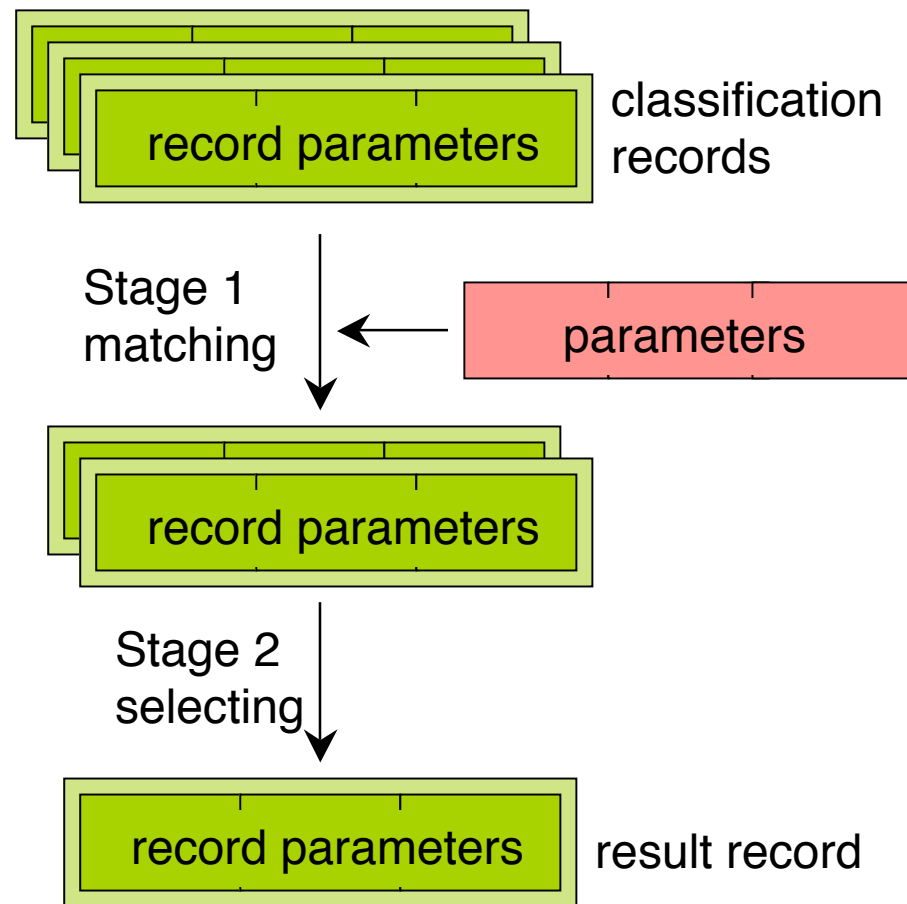 record parameters
classification
records
Stage 1
matching
parameters
record parameters
Stage 2
selecting
record parameters
result record